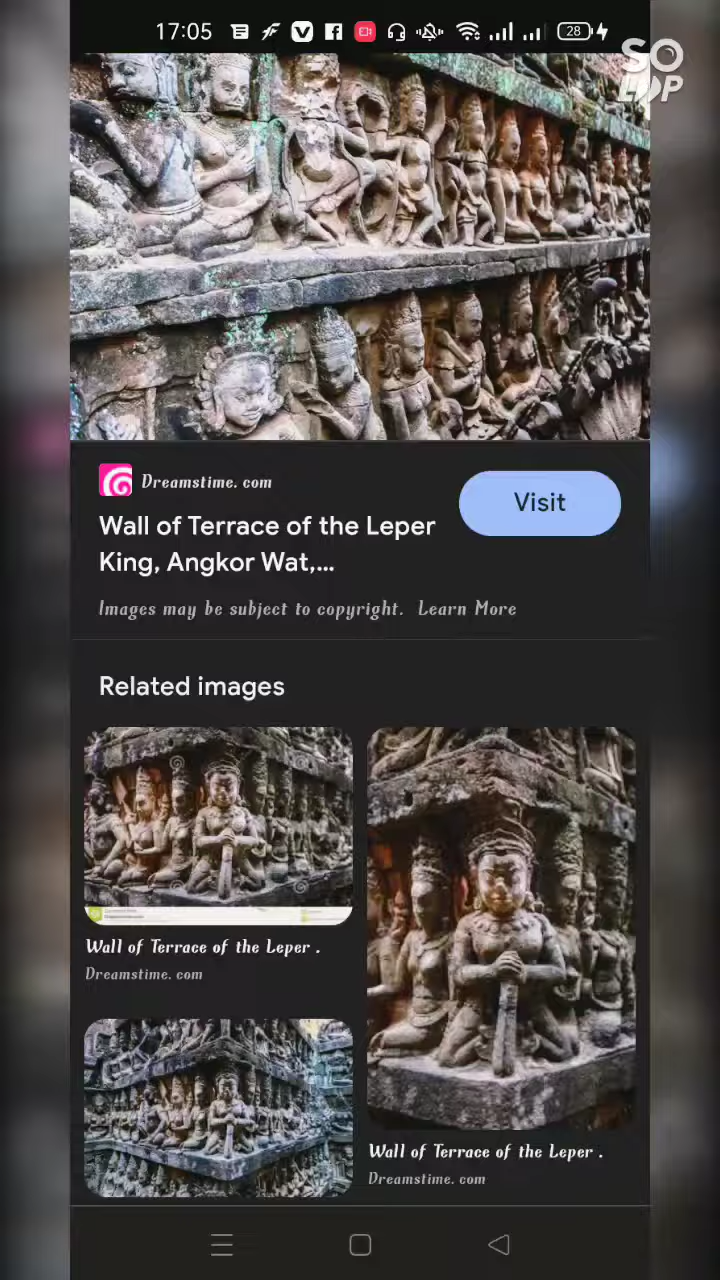 17:05
28
SO
LOP
Dreamstime. com
Visit
Wall of Terrace of the Leper
King, Angkor Wat,...
Images may be subject to copyright. Learn More
Related images
Wall of Terrace of the Leper .
Dreamstime. com
Wall of Terrace of the Leper .
Dreamstime. com